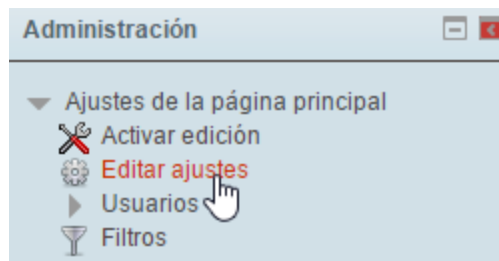 Administración
Ajustes de la página principal
Activar edición
Editar ajustes
Usuarios
Filtros